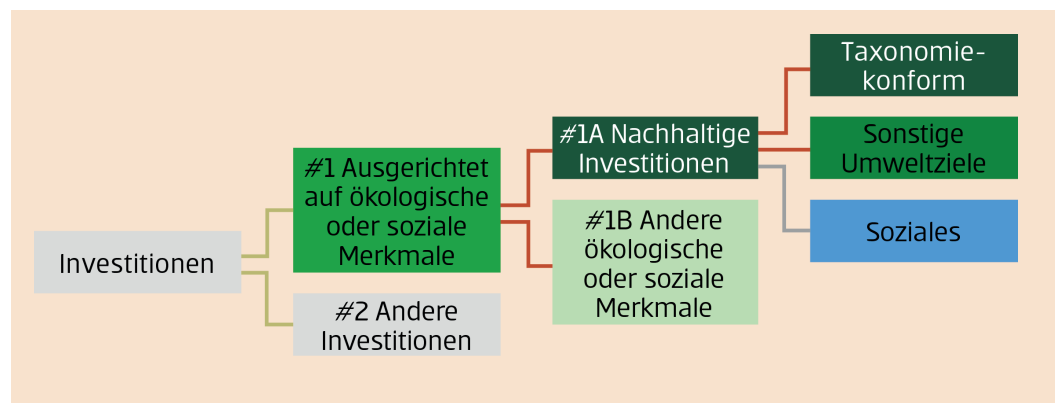 Investitionen
#1 Ausgerichtet
auf ökologische
oder soziale
Merkmale
#2 Andere
Investitionen
#1A Nachhaltige
Investitionen
#1B Andere
ökologische
oder soziale
Merkmale
Taxonomie-
konform
Sonstige
Umweltziele
Soziales